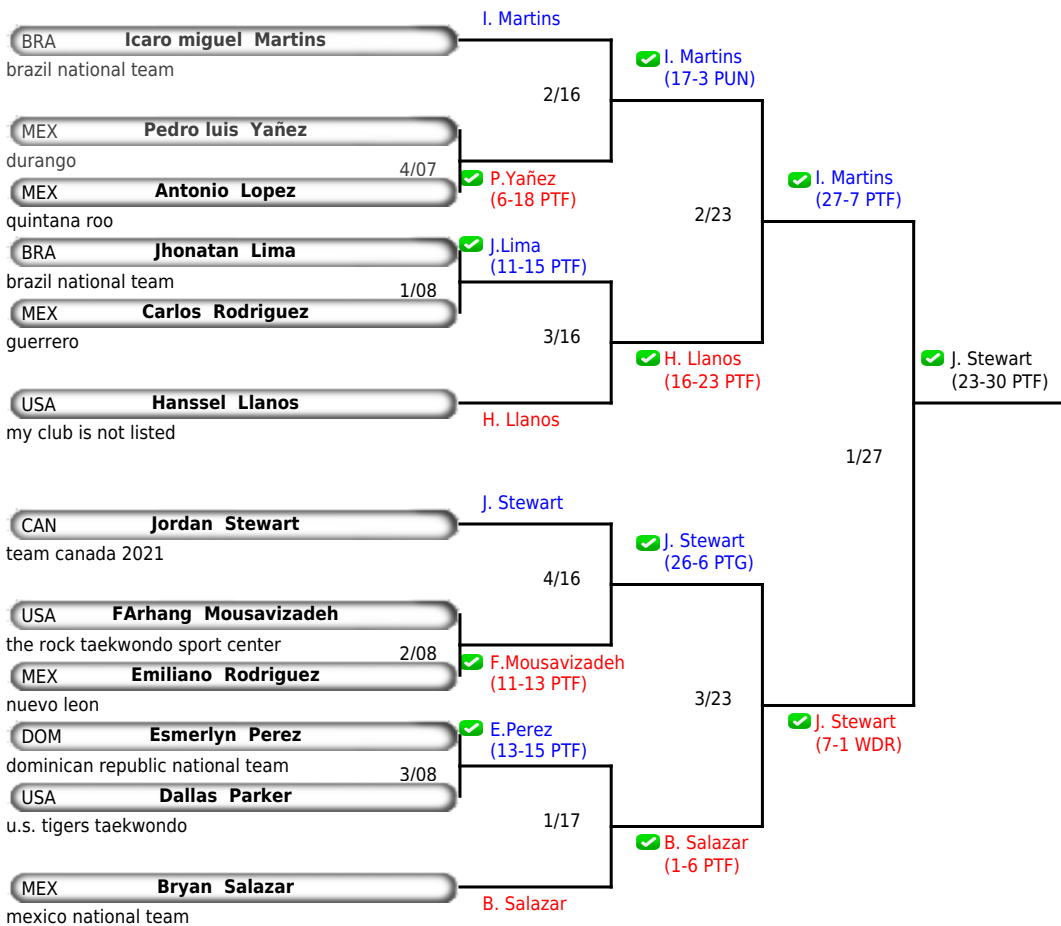 I. Martins
BRA Icaro miguel Martins
brazil national team
I. Martins
(17-3 PUN)
2/16
MEX Pedro luis Yañez
durango
4/07
P.Yañez
(6-18 PTF)
MEX Antonio Lopez
quintana roo
I. Martins
(27-7 PTF)
2/23
BRA Jhonatan Lima
brazil national team
J.Lima
(11-15 PTF)
1/08
MEX Carlos Rodriguez
guerrero
3/16
H. Llanos
(16-23 PTF)
USA Hanssel Llanos
my club is not listed
H. Llanos
J. Stewart
(23-30 PTF)
1/27
J. Stewart
CAN Jordan Stewart
team canada 2021
J. Stewart
(26-6 PTG)
4/16
USA FArhang Mousavizadeh
the rock taekwondo sport center
2/08
F.Mousavizadeh
(11-13 PTF)
MEX Emiliano Rodriguez
nuevo leon
3/23
J. Stewart
(7-1 WDR)
DOM Esmerlyn Perez
dominican republic national team
E.Perez
(13-15 PTF)
3/08
USA Dallas Parker
u.s. tigers taekwondo
1/17
B. Salazar
(1-6 PTF)
MEX Bryan Salazar
mexico national team
B. Salazar